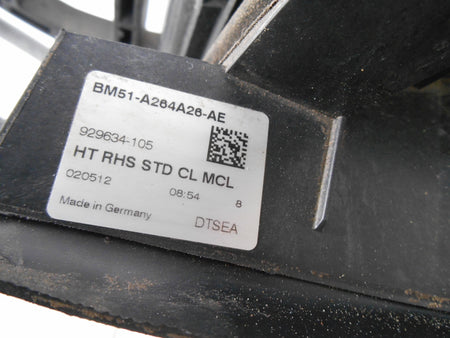 BM51-A264A26-AE
929634-105
HT RHS STD CL MCL
020512 08:54 8
Made in Germany DTSEA